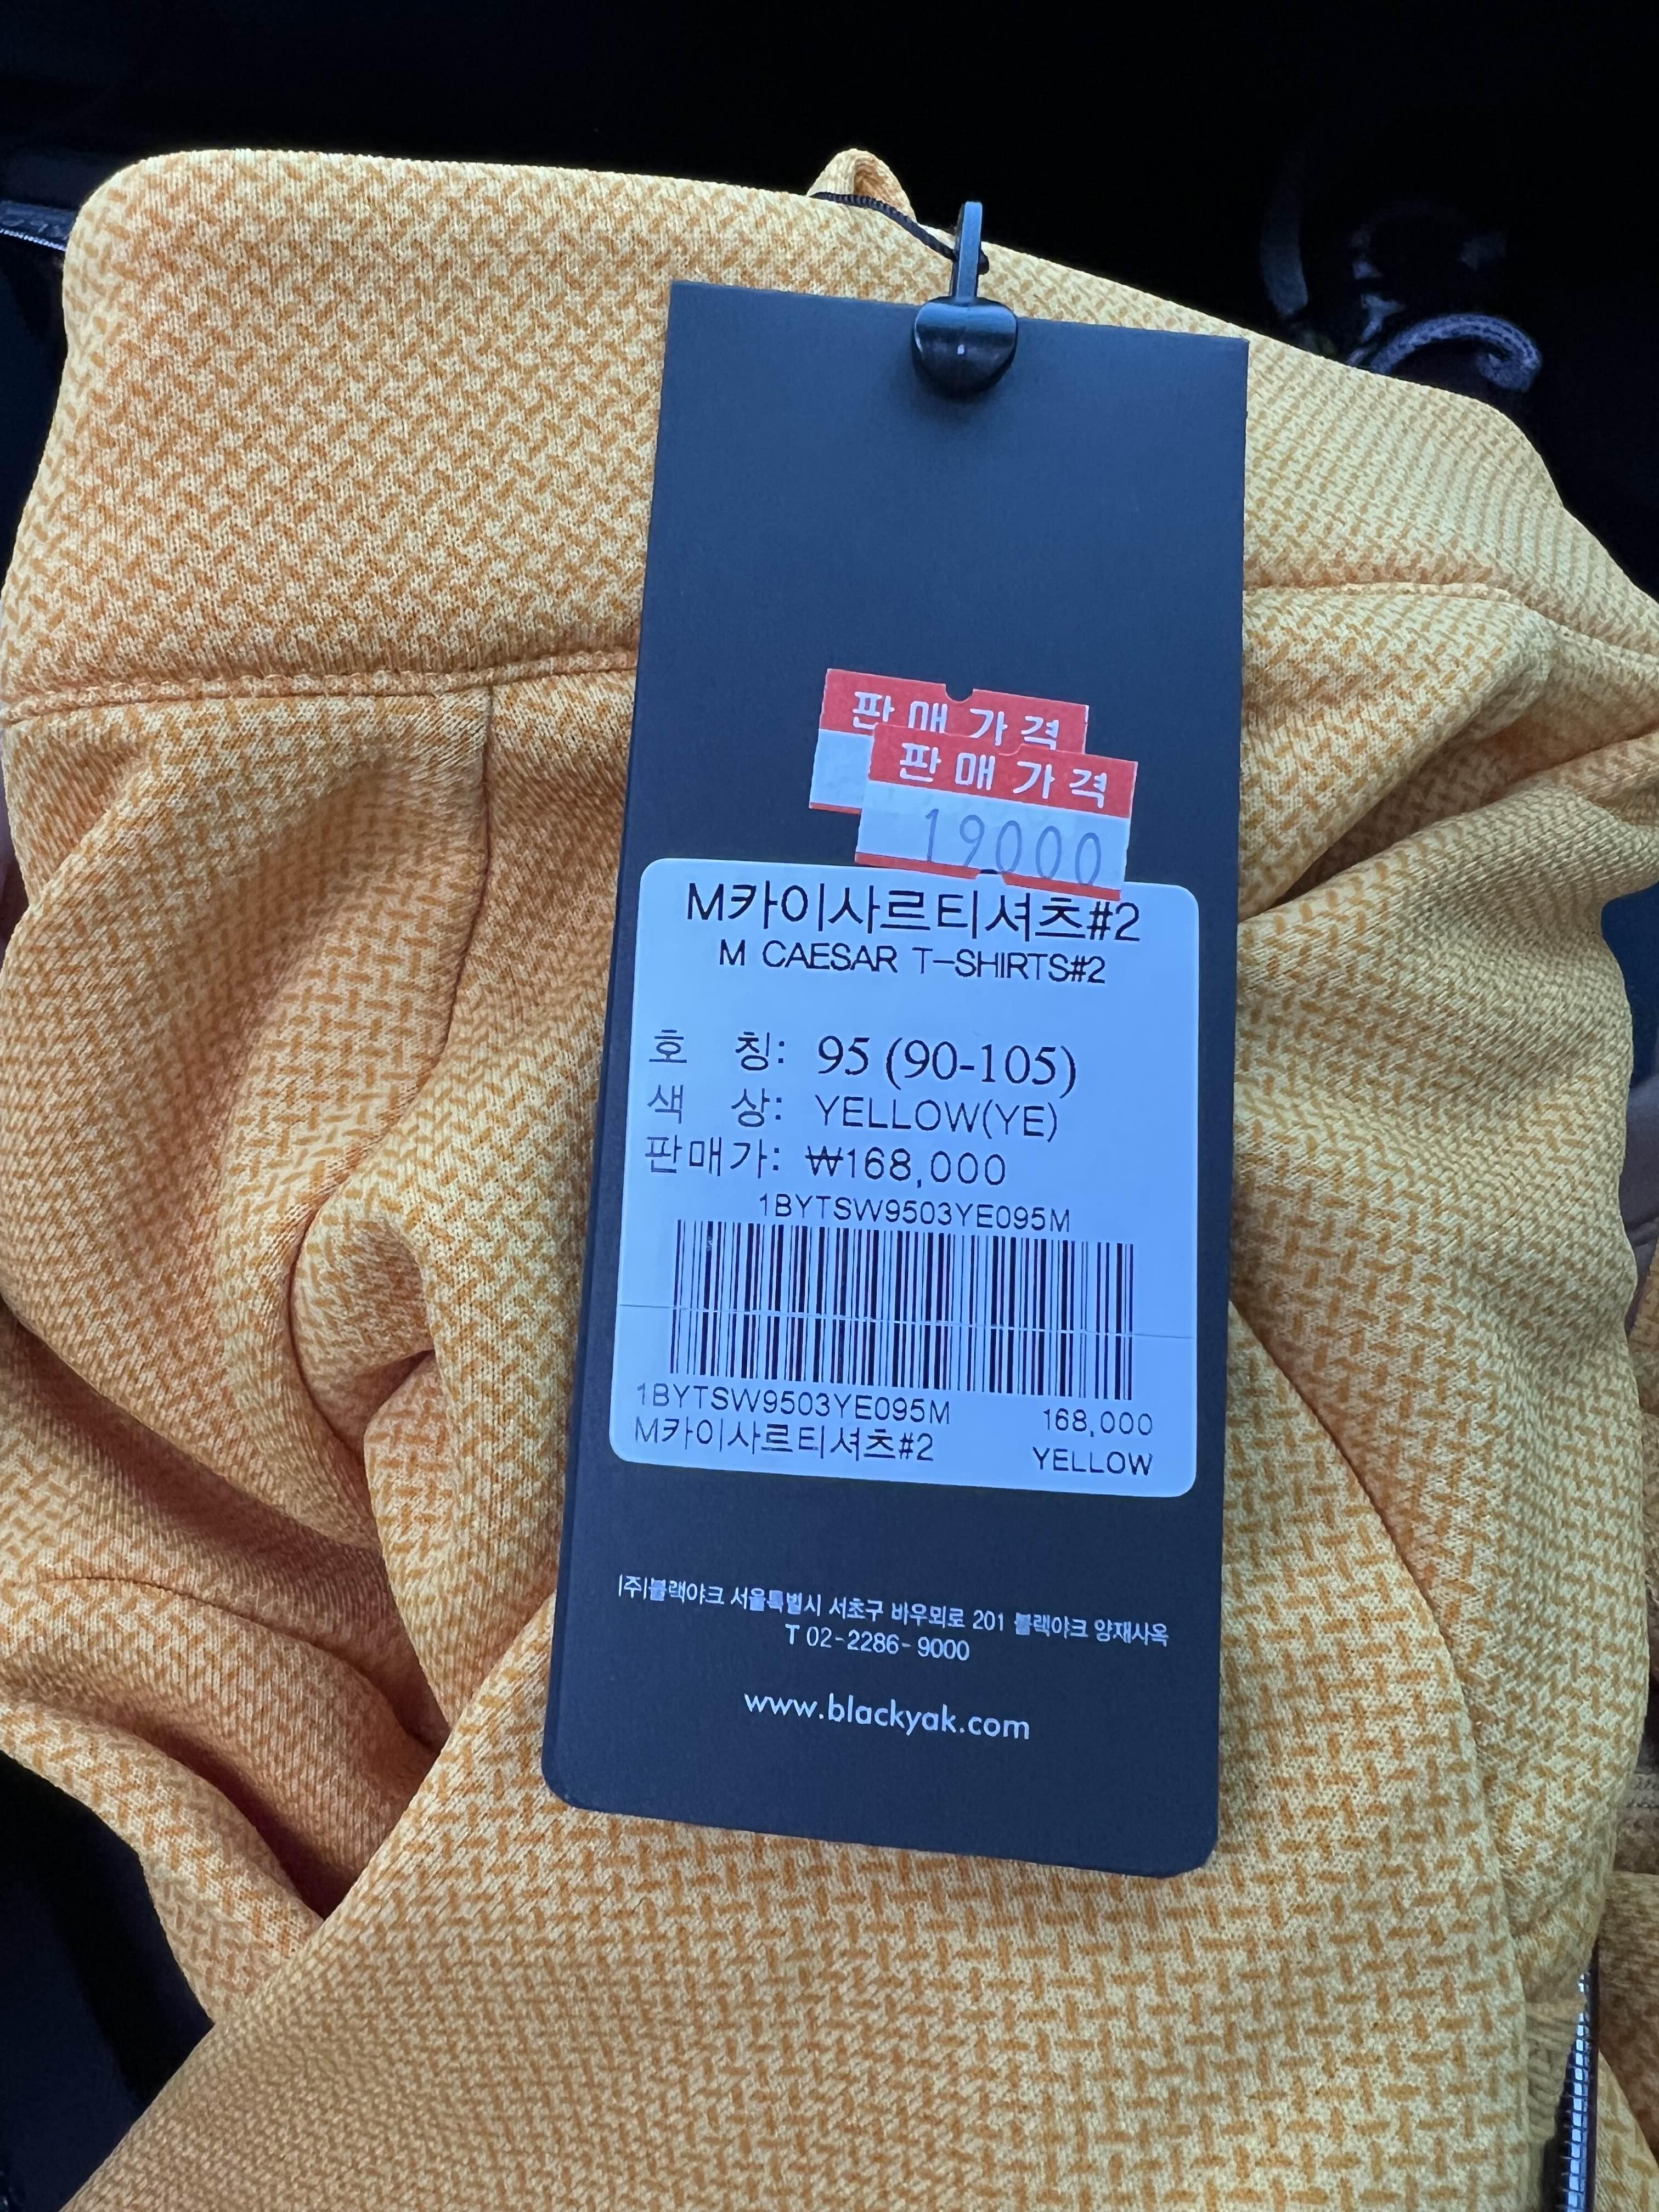 판매가격
판매가격
19000
M카이사르티셔츠#2
M CAESAR T-SHIRTS#2
호 칭: 95 (90-105)
색 상: YELLOW(YE)
판매가: ₩168,000
1BYTSW9503YE095M
1BYTSW9503YE095M 168,000
M카이사르티셔츠#2 YELLOW
(주)블랙야크 서울특별시 서초구 바우뫼로 201 블랙야크 양재사옥
T 02-2286-9000
www.blackyak.com